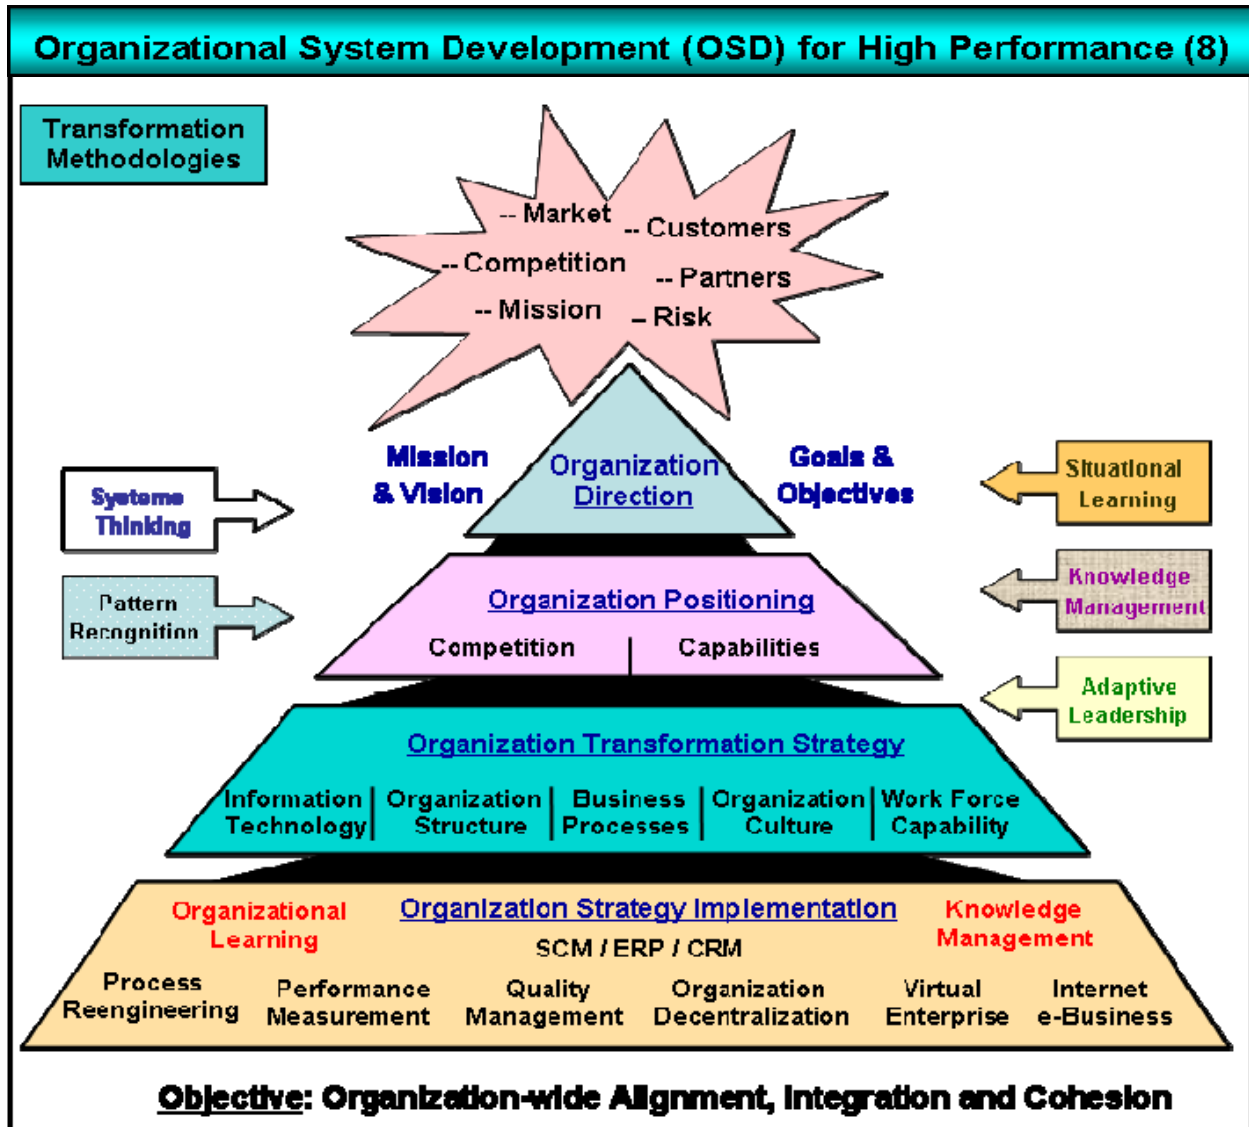 Organizational System Development (OSD) for High Performance (8)
Transformation
Methodologies
-- Market
-- Customers
-- Competition
-- Partners
-- Mission
– Risk
Mission
& Vision
Organization
Direction
Goals &
Objectives
Systems
Thinking
Situational
Learning
Pattern
Recognition
Knowledge
Management
Adaptive
Leadership
Organization Positioning
Competition
Capabilities
Organization Transformation Strategy
Information
Technology
Organization
Structure
Business
Processes
Organization
Culture
Work Force
Capability
Organizational
Learning
Organization Strategy Implementation
Knowledge
Management
SCM / ERP / CRM
Process
Reengineering
Performance
Measurement
Quality
Management
Organization
Decentralization
Virtual
Enterprise
Internet
e-Business
Objective: Organization-wide Alignment, Integration and Cohesion